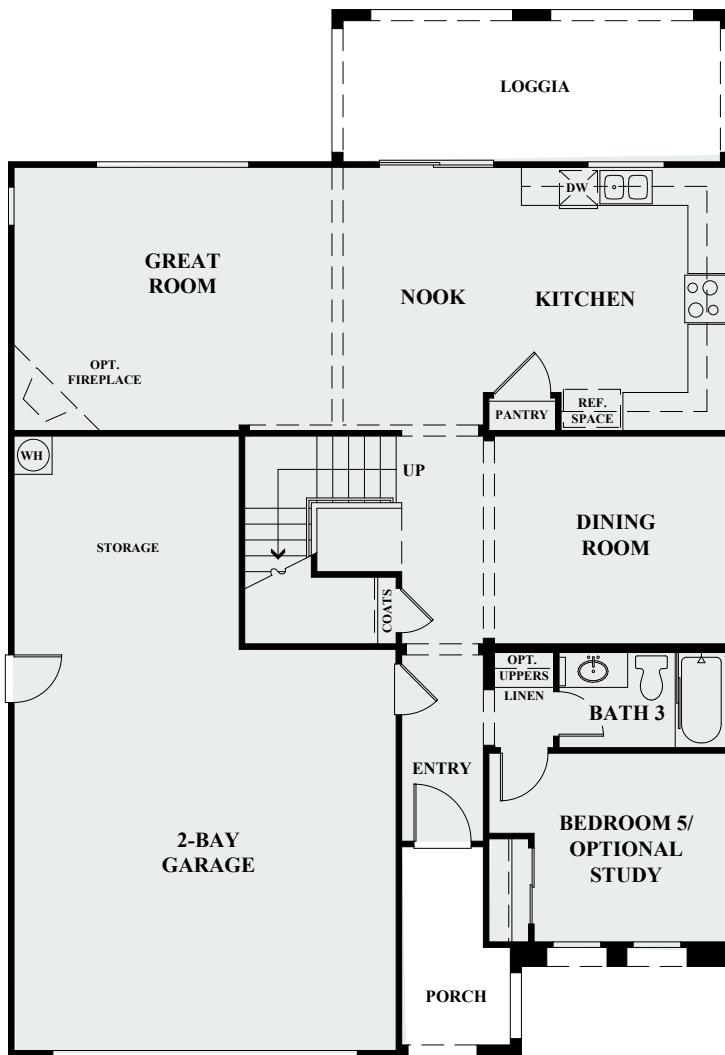 LOGGIA
DW
GREAT
ROOM
NOOK
KITCHEN
OPT.
FIREPLACE
PANTRY
REF.
SPACE
WH
UP
STORAGE
DINING
ROOM
COATS
OPT.
UPPERS
LINEN
BATH 3
ENTRY
2-BAY
GARAGE
BEDROOM 5/
OPTIONAL
STUDY
PORCH